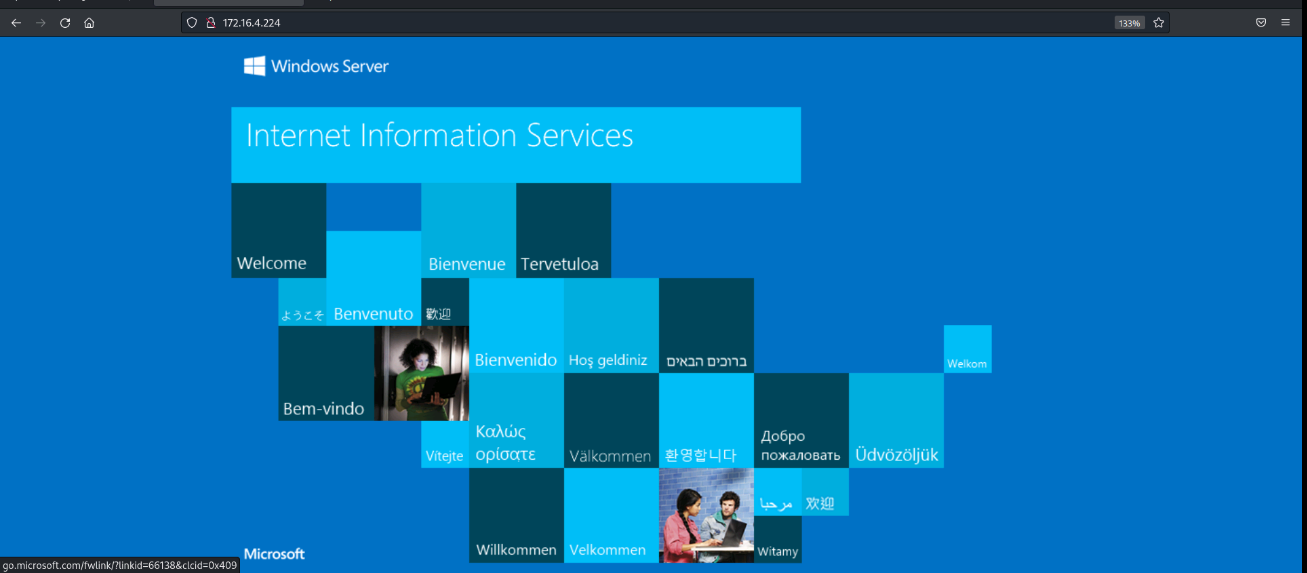 172.16.4.224
133%
Windows Server
Internet Information Services
Welcome
Bienvenue
Tervetuloa
ようこそ
Benvenuto
歡迎
Bienvenido
Hoş geldiniz
ברוכים הבאים
Welkom
Bem-vindo
Vítejte
Καλώς
ορίσατε
Välkommen
환영합니다
Добро
пожаловать
Üdvözöljük
Willkommen
Velkommen
مرحبا
欢迎
Witamy
Microsoft
go.microsoft.com/fwlink/?linkid=66138&clcid=0x409